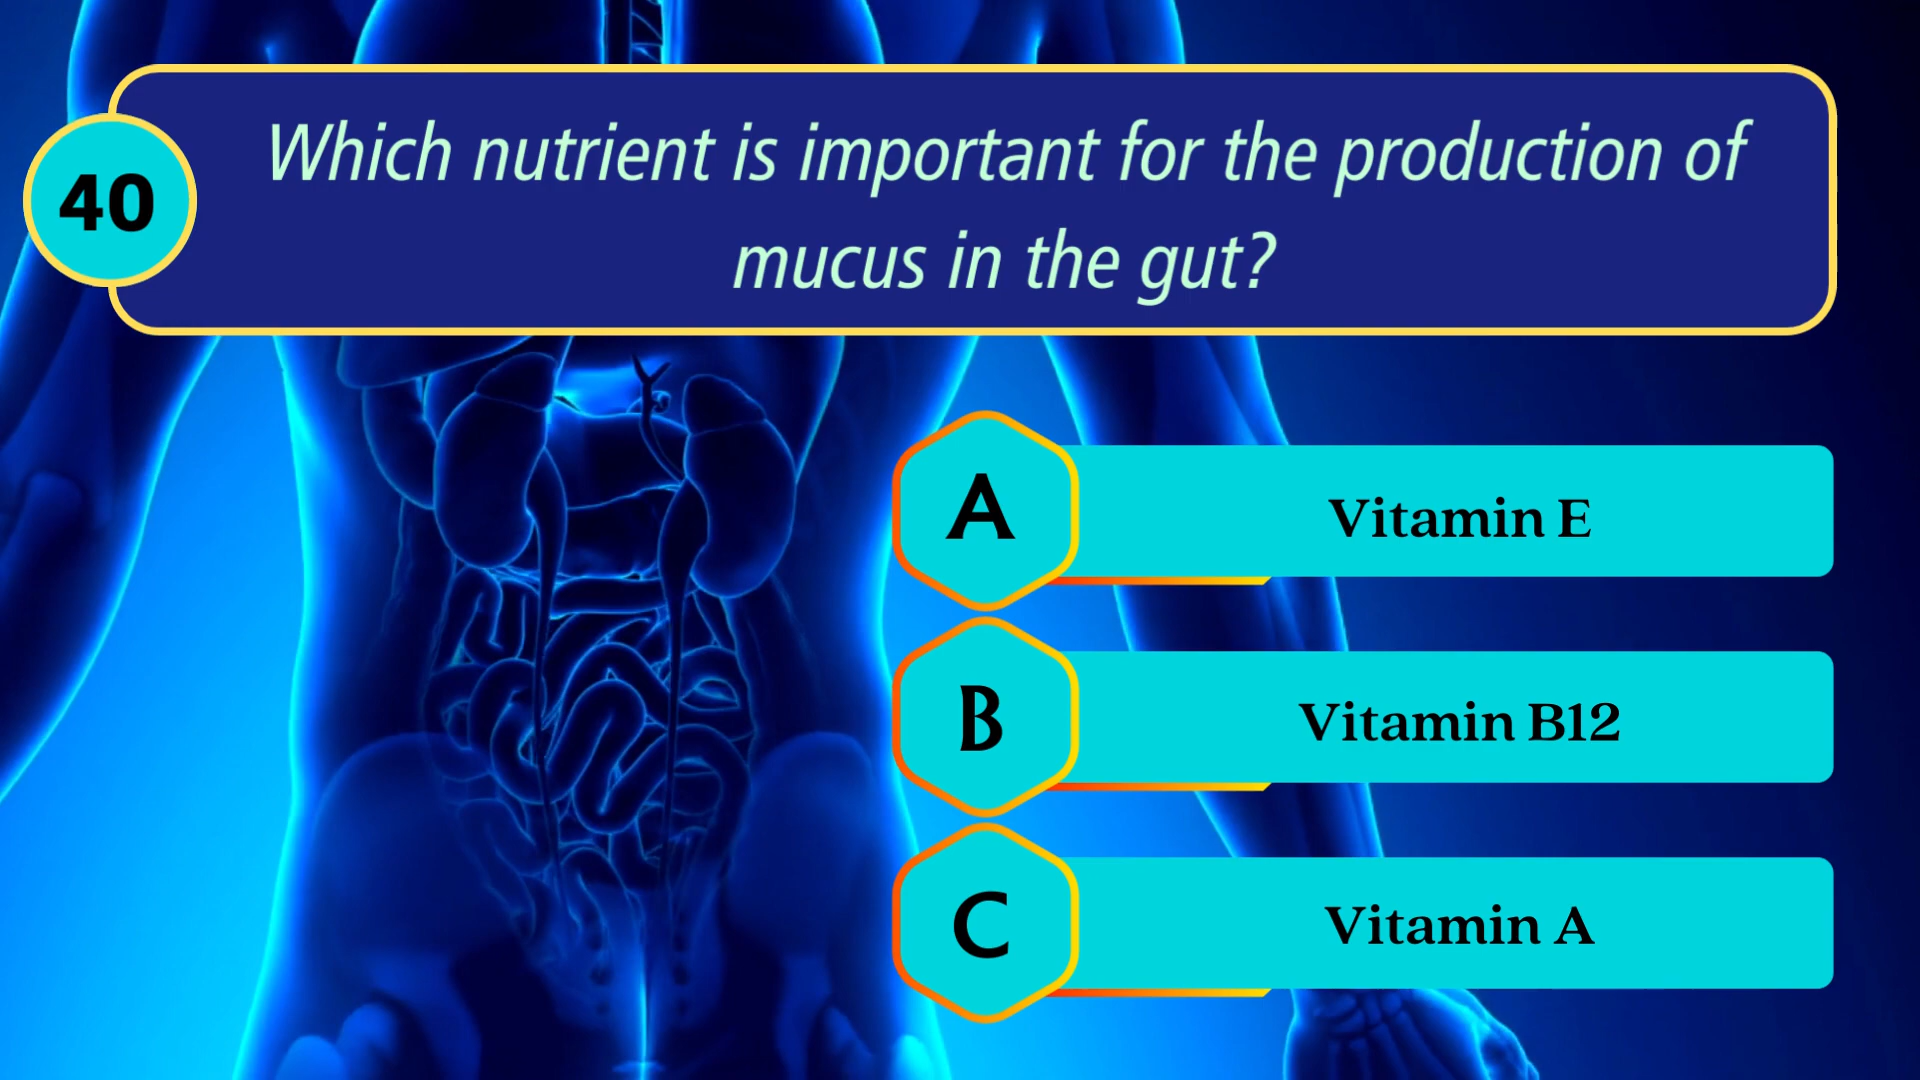 40
Which nutrient is important for the production of
mucus in the gut?
A
Vitamin E
B
Vitamin B12
C
Vitamin A